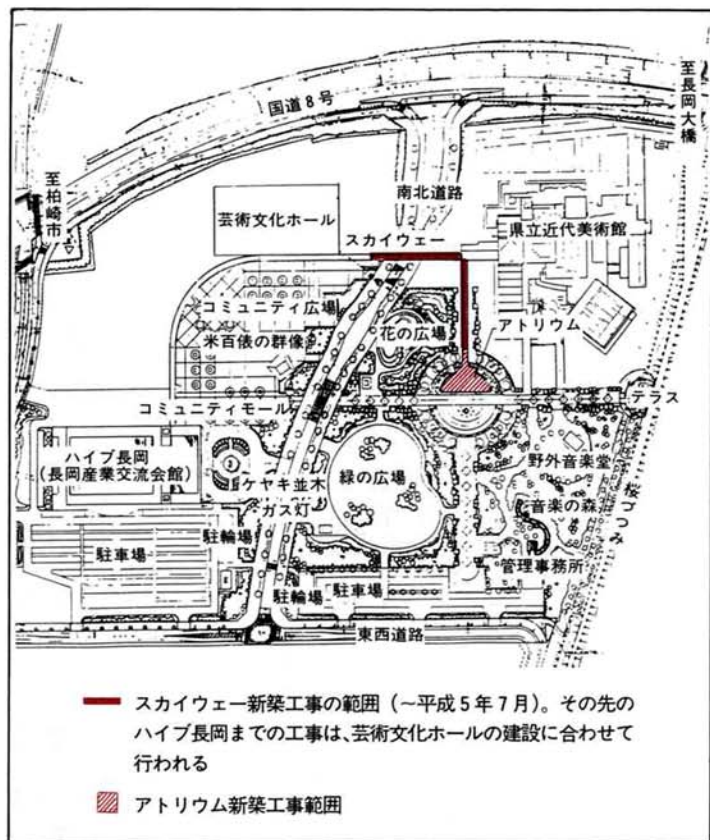 至長岡大橋
国道8号
至柏崎市
南北道路
芸術文化ホール
県立近代美術館
スカイウェー
コミュニティ広場
アトリウム
花の広場
米百俵の群像
コミュニティモール
テラス
ハイブ長岡
(長岡産業交流会館)
野外音楽堂
緑の広場
ケヤキ並木
桜づつみ
音楽の森
ガス灯
駐輪場
駐車場
管理事務所
駐輪場
駐車場
東西道路
スカイウェー新築工事の範囲(~平成5年7月)。その先の
ハイブ長岡までの工事は、芸術文化ホールの建設に合わせて
行われる
アトリウム新築工事範囲